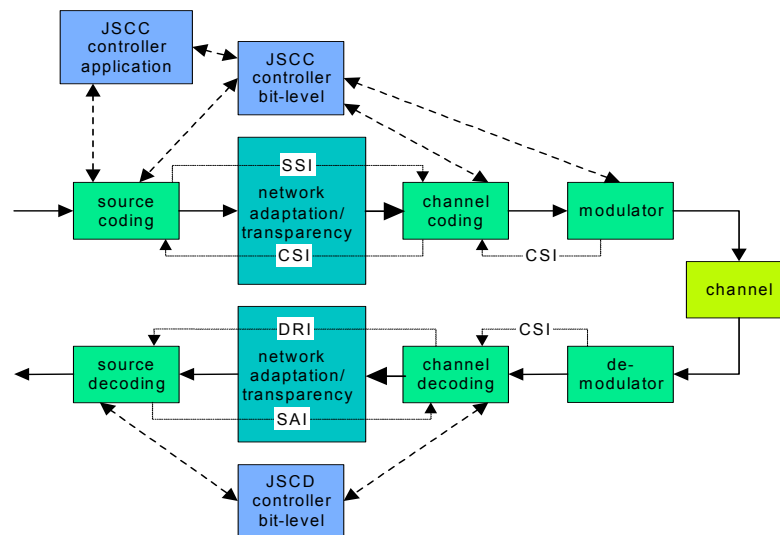 JSCC
controller
application
JSCC
controller
bit-level
SSI
source
coding
network
adaptation/
transparency
channel
coding
modulator
CSI
CSI
channel
DRI
CSI
source
decoding
network
adaptation/
transparency
channel
decoding
de-
modulator
SAI
JSCD
controller
bit-level